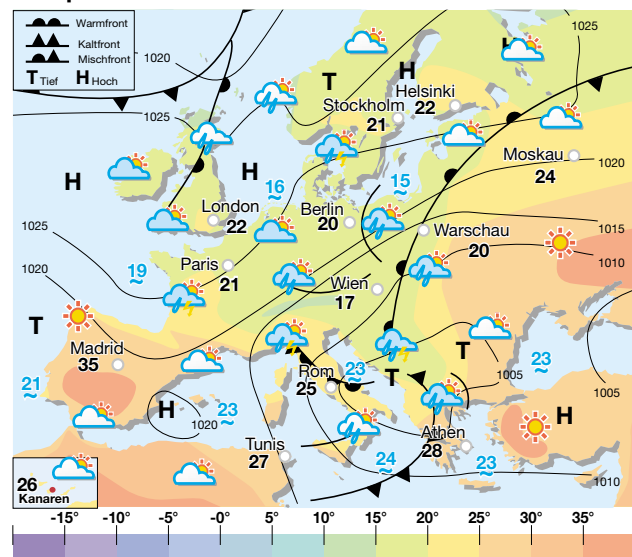 Warmfront
Kaltfront
Mischfront
T Tief H Hoch
1020
1025
H
T
H
Helsinki
22
Stockholm
21
1025
Moskau
24
1020
H
H
16
15
London
22
Berlin
20
Warschau
20
1015
1010
1025
1020
19
Paris
21
Wien
17
T
Madrid
35
Rom
25
23
T
T
23
1005
1005
21
H
1020
23
Tunis
27
Athen
28
H
24
23
1010
26
Kanaren
-15° -10° -5° -0° 5° 10° 15° 20° 25° 30° 35°